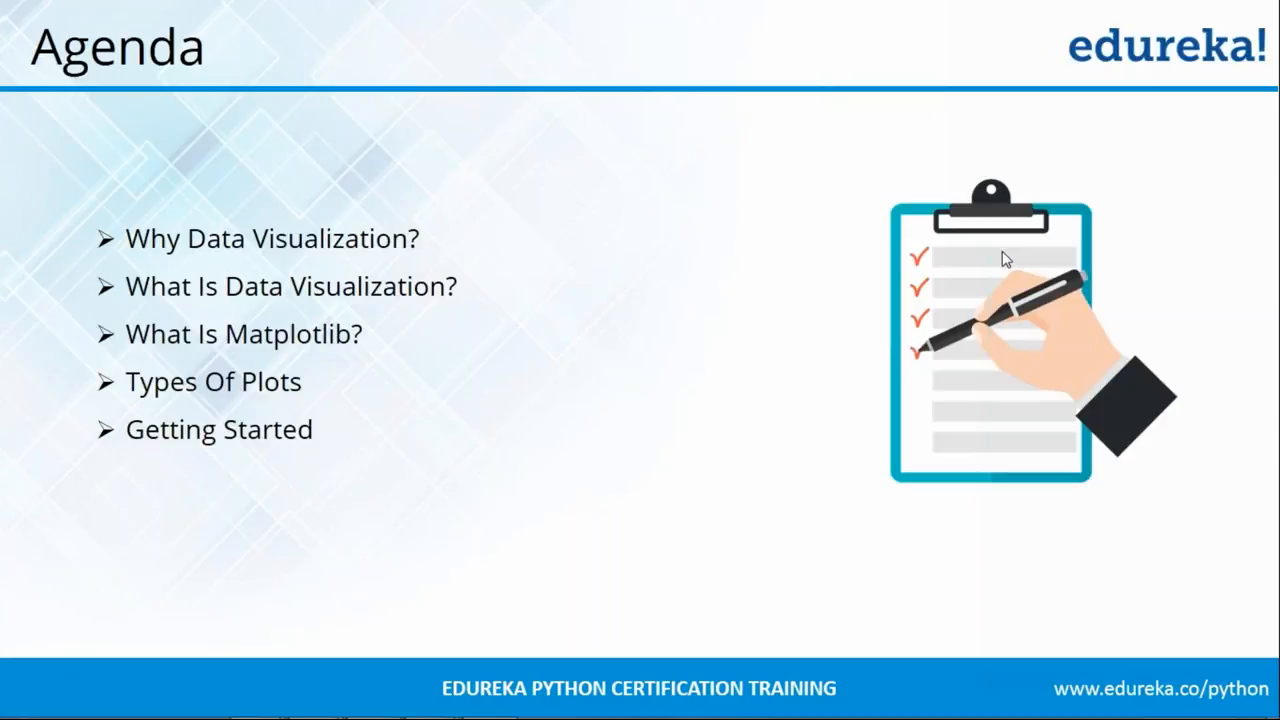 Agenda
edureka!
Why Data Visualization?
What Is Data Visualization?
What Is Matplotlib?
Types Of Plots
Getting Started
EDUREKA PYTHON CERTIFICATION TRAINING
www.edureka.co/python